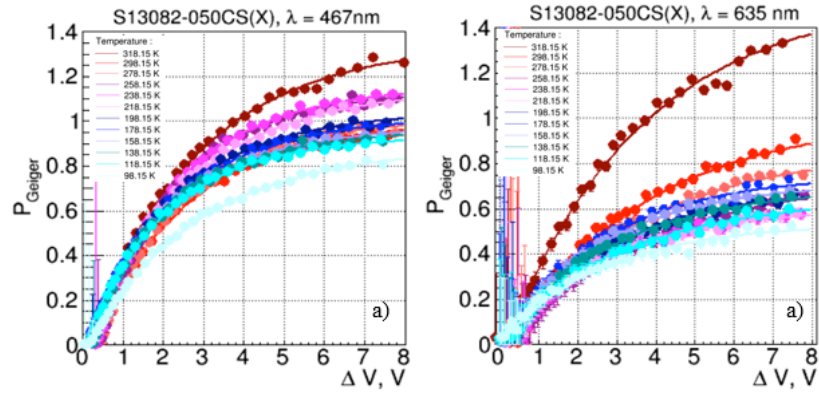 S13082-050CS(X), λ = 467nm
P_Geiger
1.4
1.2
1
0.8
0.6
0.4
0.2
0
Temperature :
318.15 K
298.15 K
278.15 K
258.15 K
238.15 K
218.15 K
198.15 K
178.15 K
158.15 K
138.15 K
118.15 K
98.15 K
a)
0 1 2 3 4 5 6 7 8
Δ V, V
S13082-050CS(X), λ = 635 nm
P_Geiger
1.4
1.2
1
0.8
0.6
0.4
0.2
0
Temperature :
318.15 K
298.15 K
278.15 K
258.15 K
238.15 K
218.15 K
198.15 K
178.15 K
158.15 K
138.15 K
118.15 K
98.15 K
a)
0 1 2 3 4 5 6 7 8
Δ V, V